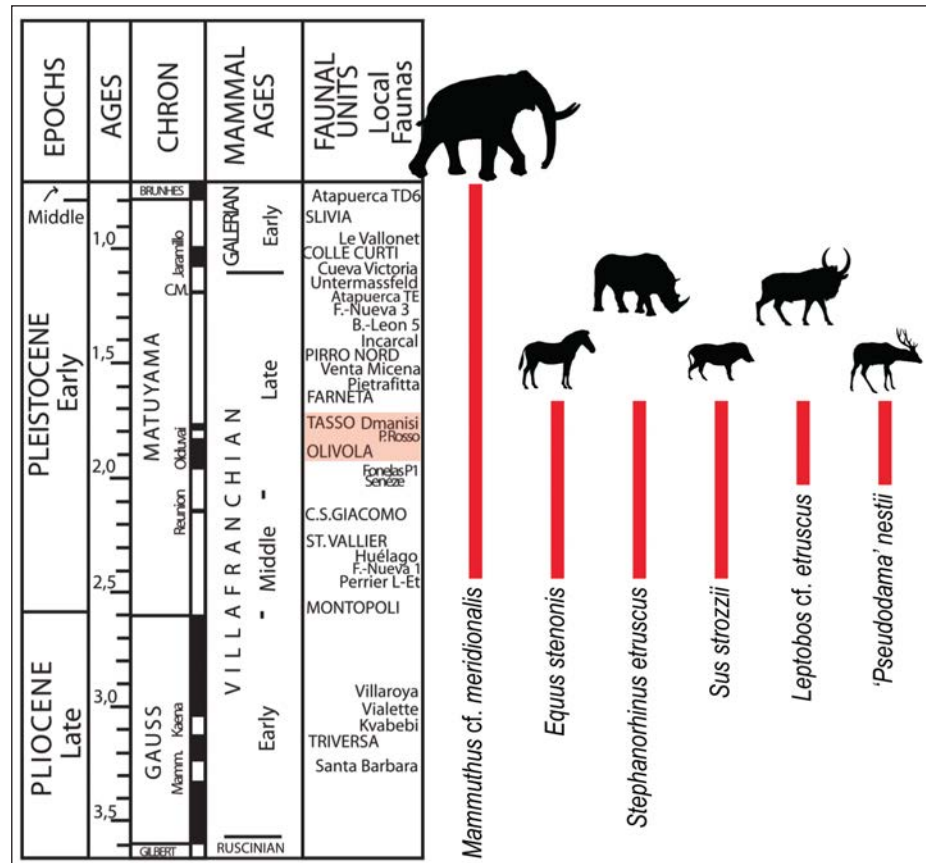 EPOCHS
AGES
CHRON
MAMMAL
AGES
FAUNAL
UNITS
Local
Faunas
Middle
PLEISTOCENE
Early
PLIOCENE
Late
1,0
1,5
2,0
2,5
3,0
3,5
BRUNHES
Jaramillo
C.M.
MATUYAMA
Olduvai
Reunion
GAUSS
Kaena
Mamm.
GILBERT
GALERIAN
Early
VILLAFRANCHIAN
Late
Middle
Early
RUSCINIAN
Atapuerca TD6
SLIVIA
Le Vallonet
COLLE CURTI
Cueva Victoria
Untermassfeld
Atapuerca TE
F.-Nueva 3
B.-Leon 5
Incarcal
PIRRO NORD
Venta Micena
Pietrafitta
FARNETA
TASSO Dmanisi
P.Rosso
OLIVOLA
Fonelas P1
Senéze
C.S.GIACOMO
ST. VALLIER
Huélago
F.-Nueva 1
Perrier L-Et
MONTOPOLI
Villaroya
Vialette
Kvabebi
TRIVERSA
Santa Barbara
Mammuthus cf. meridionalis
Equus stenonis
Stephanorhinus etruscus
Sus strozzii
Leptobos cf. etruscus
'Pseudodama' nestii